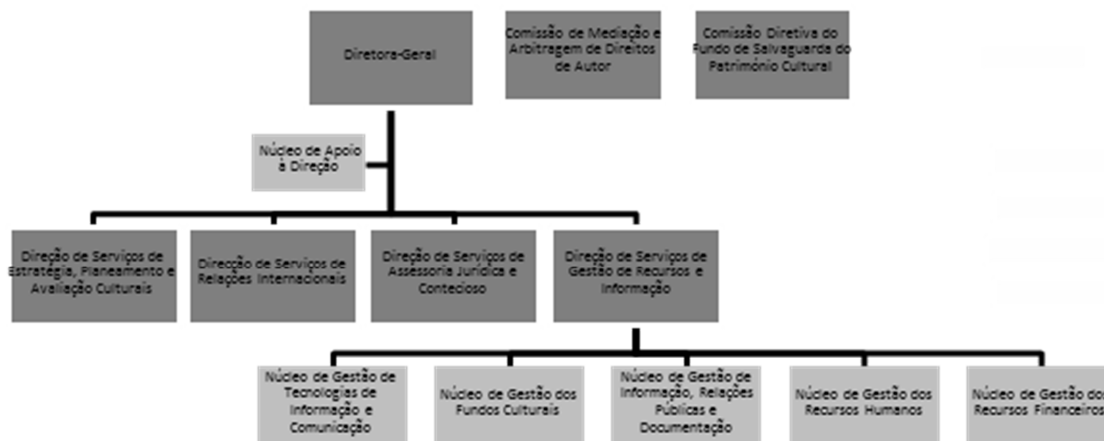 Diretora-Geral
Comissão de Mediação e
Arbitragem de Direitos
de Autor
Comissão Diretiva do
Fundo de Salvaguarda do
Património Cultural
Núcleo de Apoio
à Direção
Direção de Serviços de
Estratégia, Planeamento e
Avaliação Culturais
Direcção de Serviços de
Relações Internacionais
Direção de Serviços de
Assessoria Jurídica e
Contecioso
Direção de Serviços de
Gestão de Recursos e
Informação
Núcleo de Gestão de
Tecnologias de
Informação e
Comunicação
Núcleo de Gestão dos
Fundos Culturais
Núcleo de Gestão de
Informação, Relações
Públicas e
Documentação
Núcleo de Gestão dos
Recursos Humanos
Núcleo de Gestão dos
Recursos Financeiros